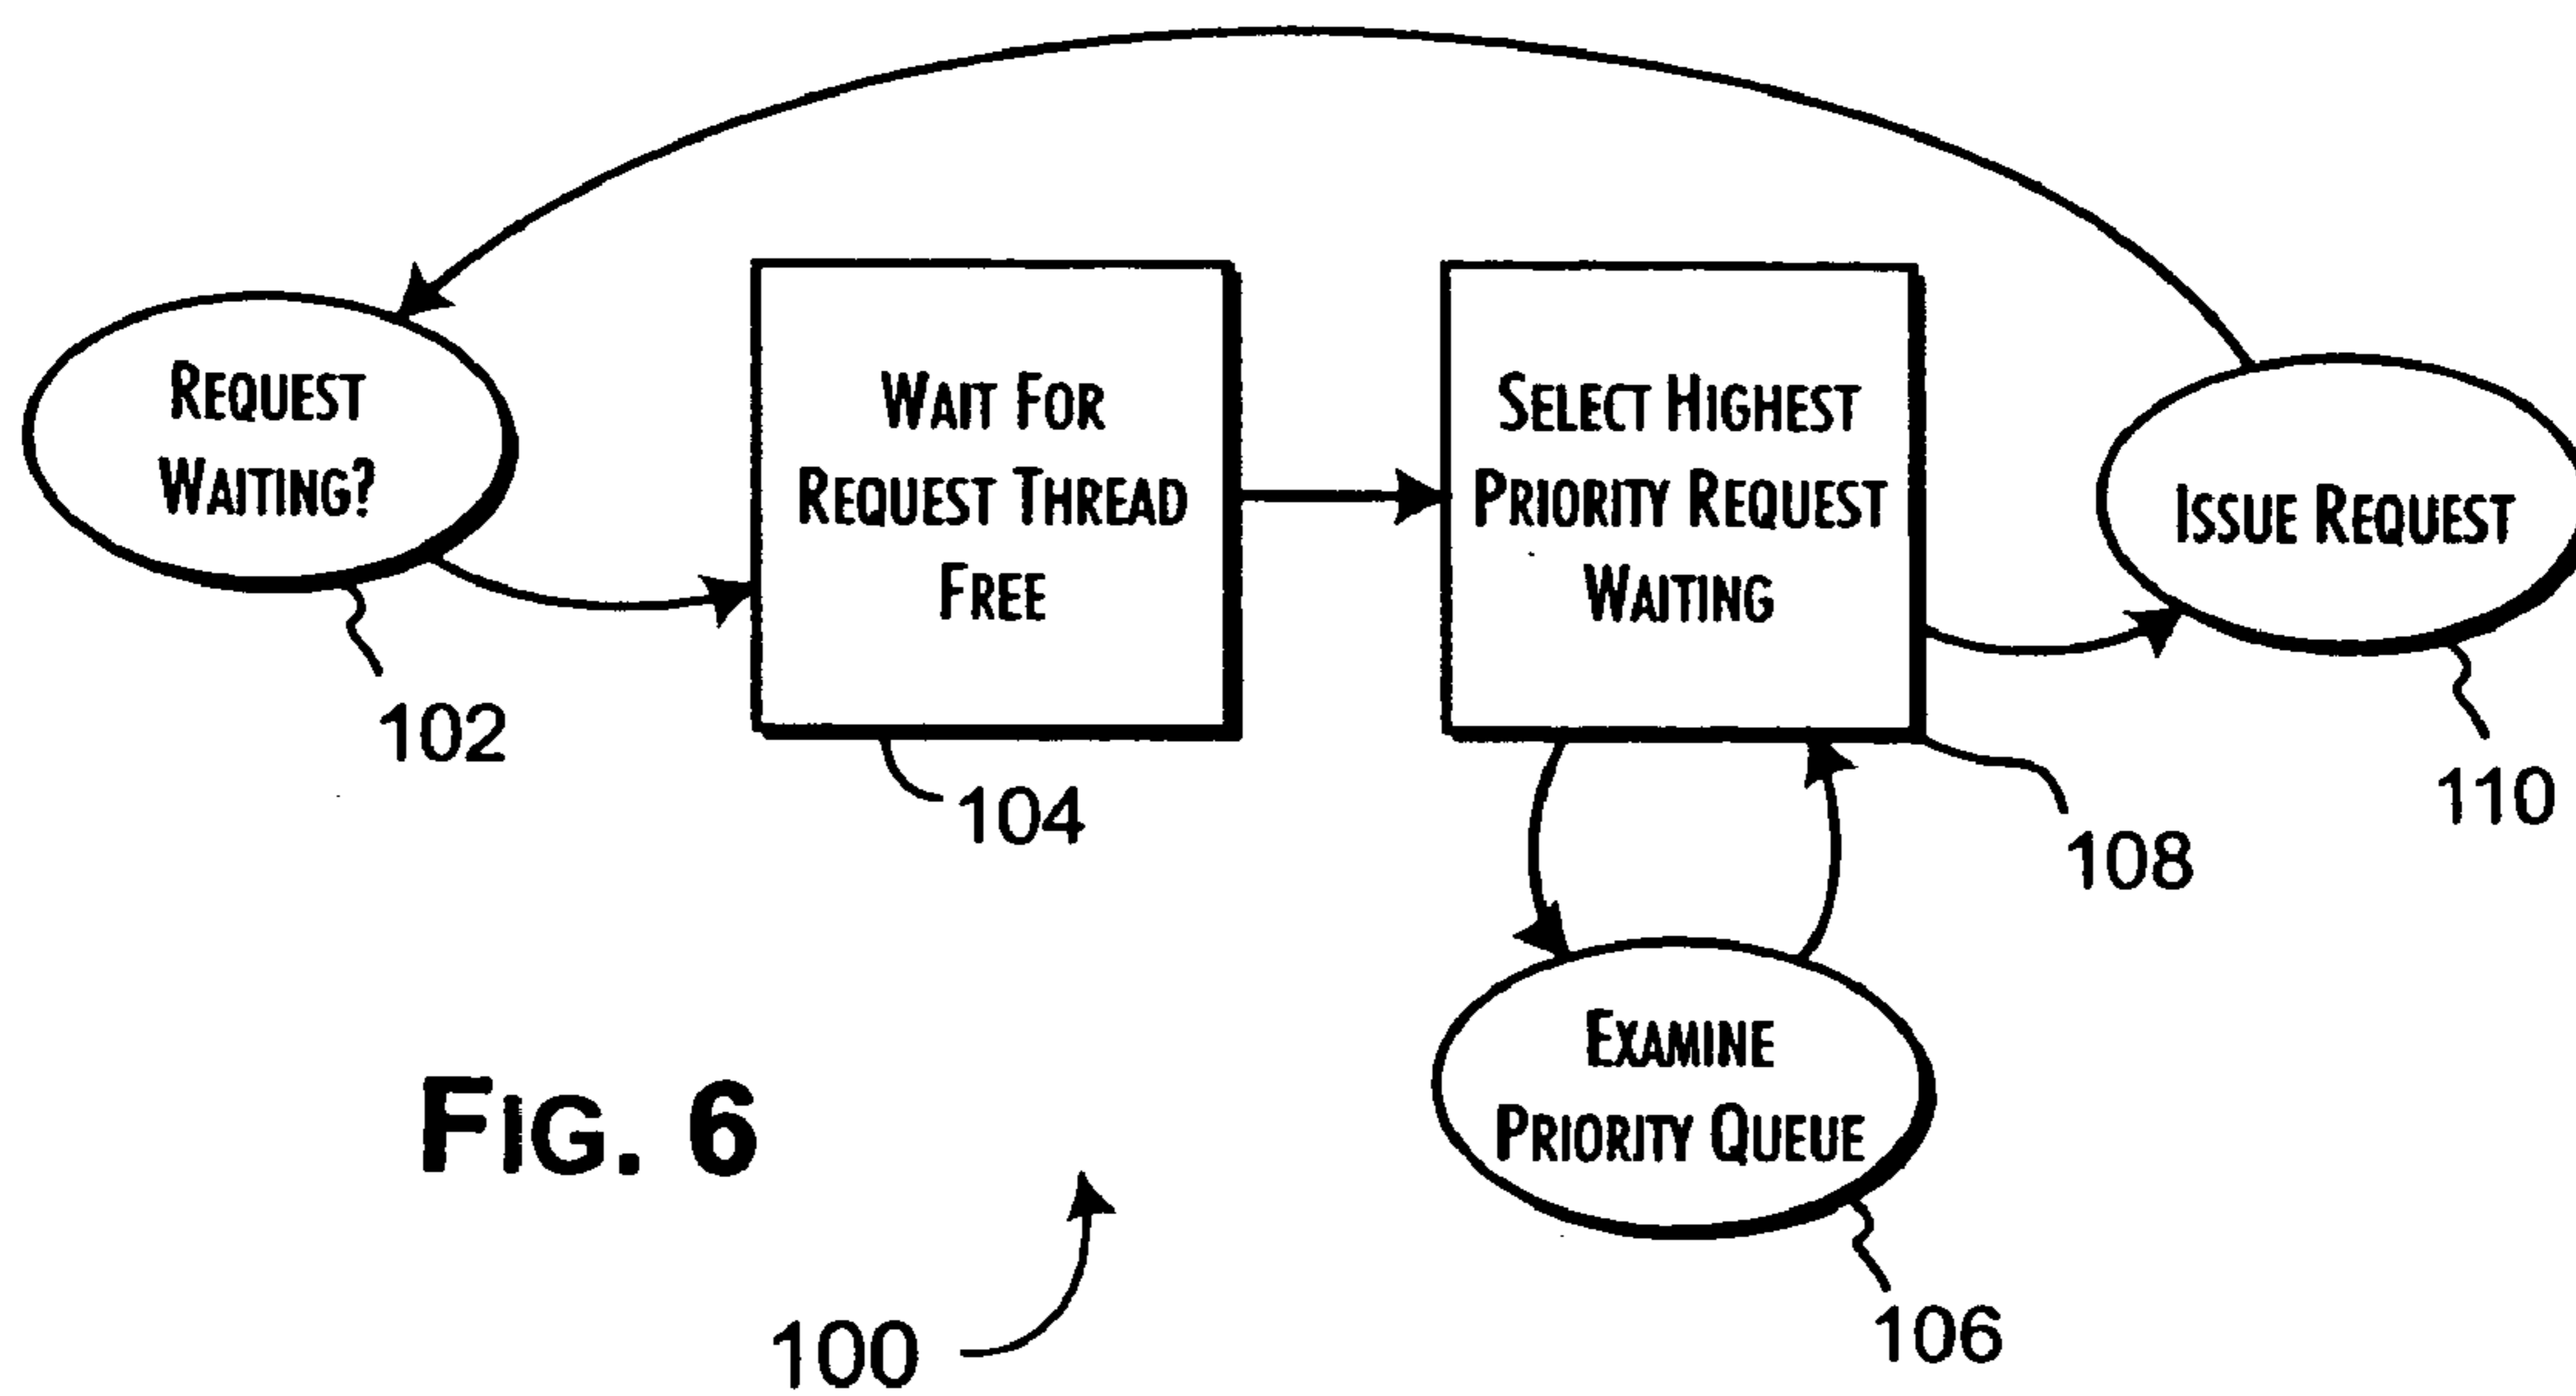 REQUEST
WAITING?
102
WAIT FOR
REQUEST THREAD
FREE
104
SELECT HIGHEST
PRIORITY REQUEST
WAITING
108
ISSUE REQUEST
110
EXAMINE
PRIORITY QUEUE
106
FIG. 6
100